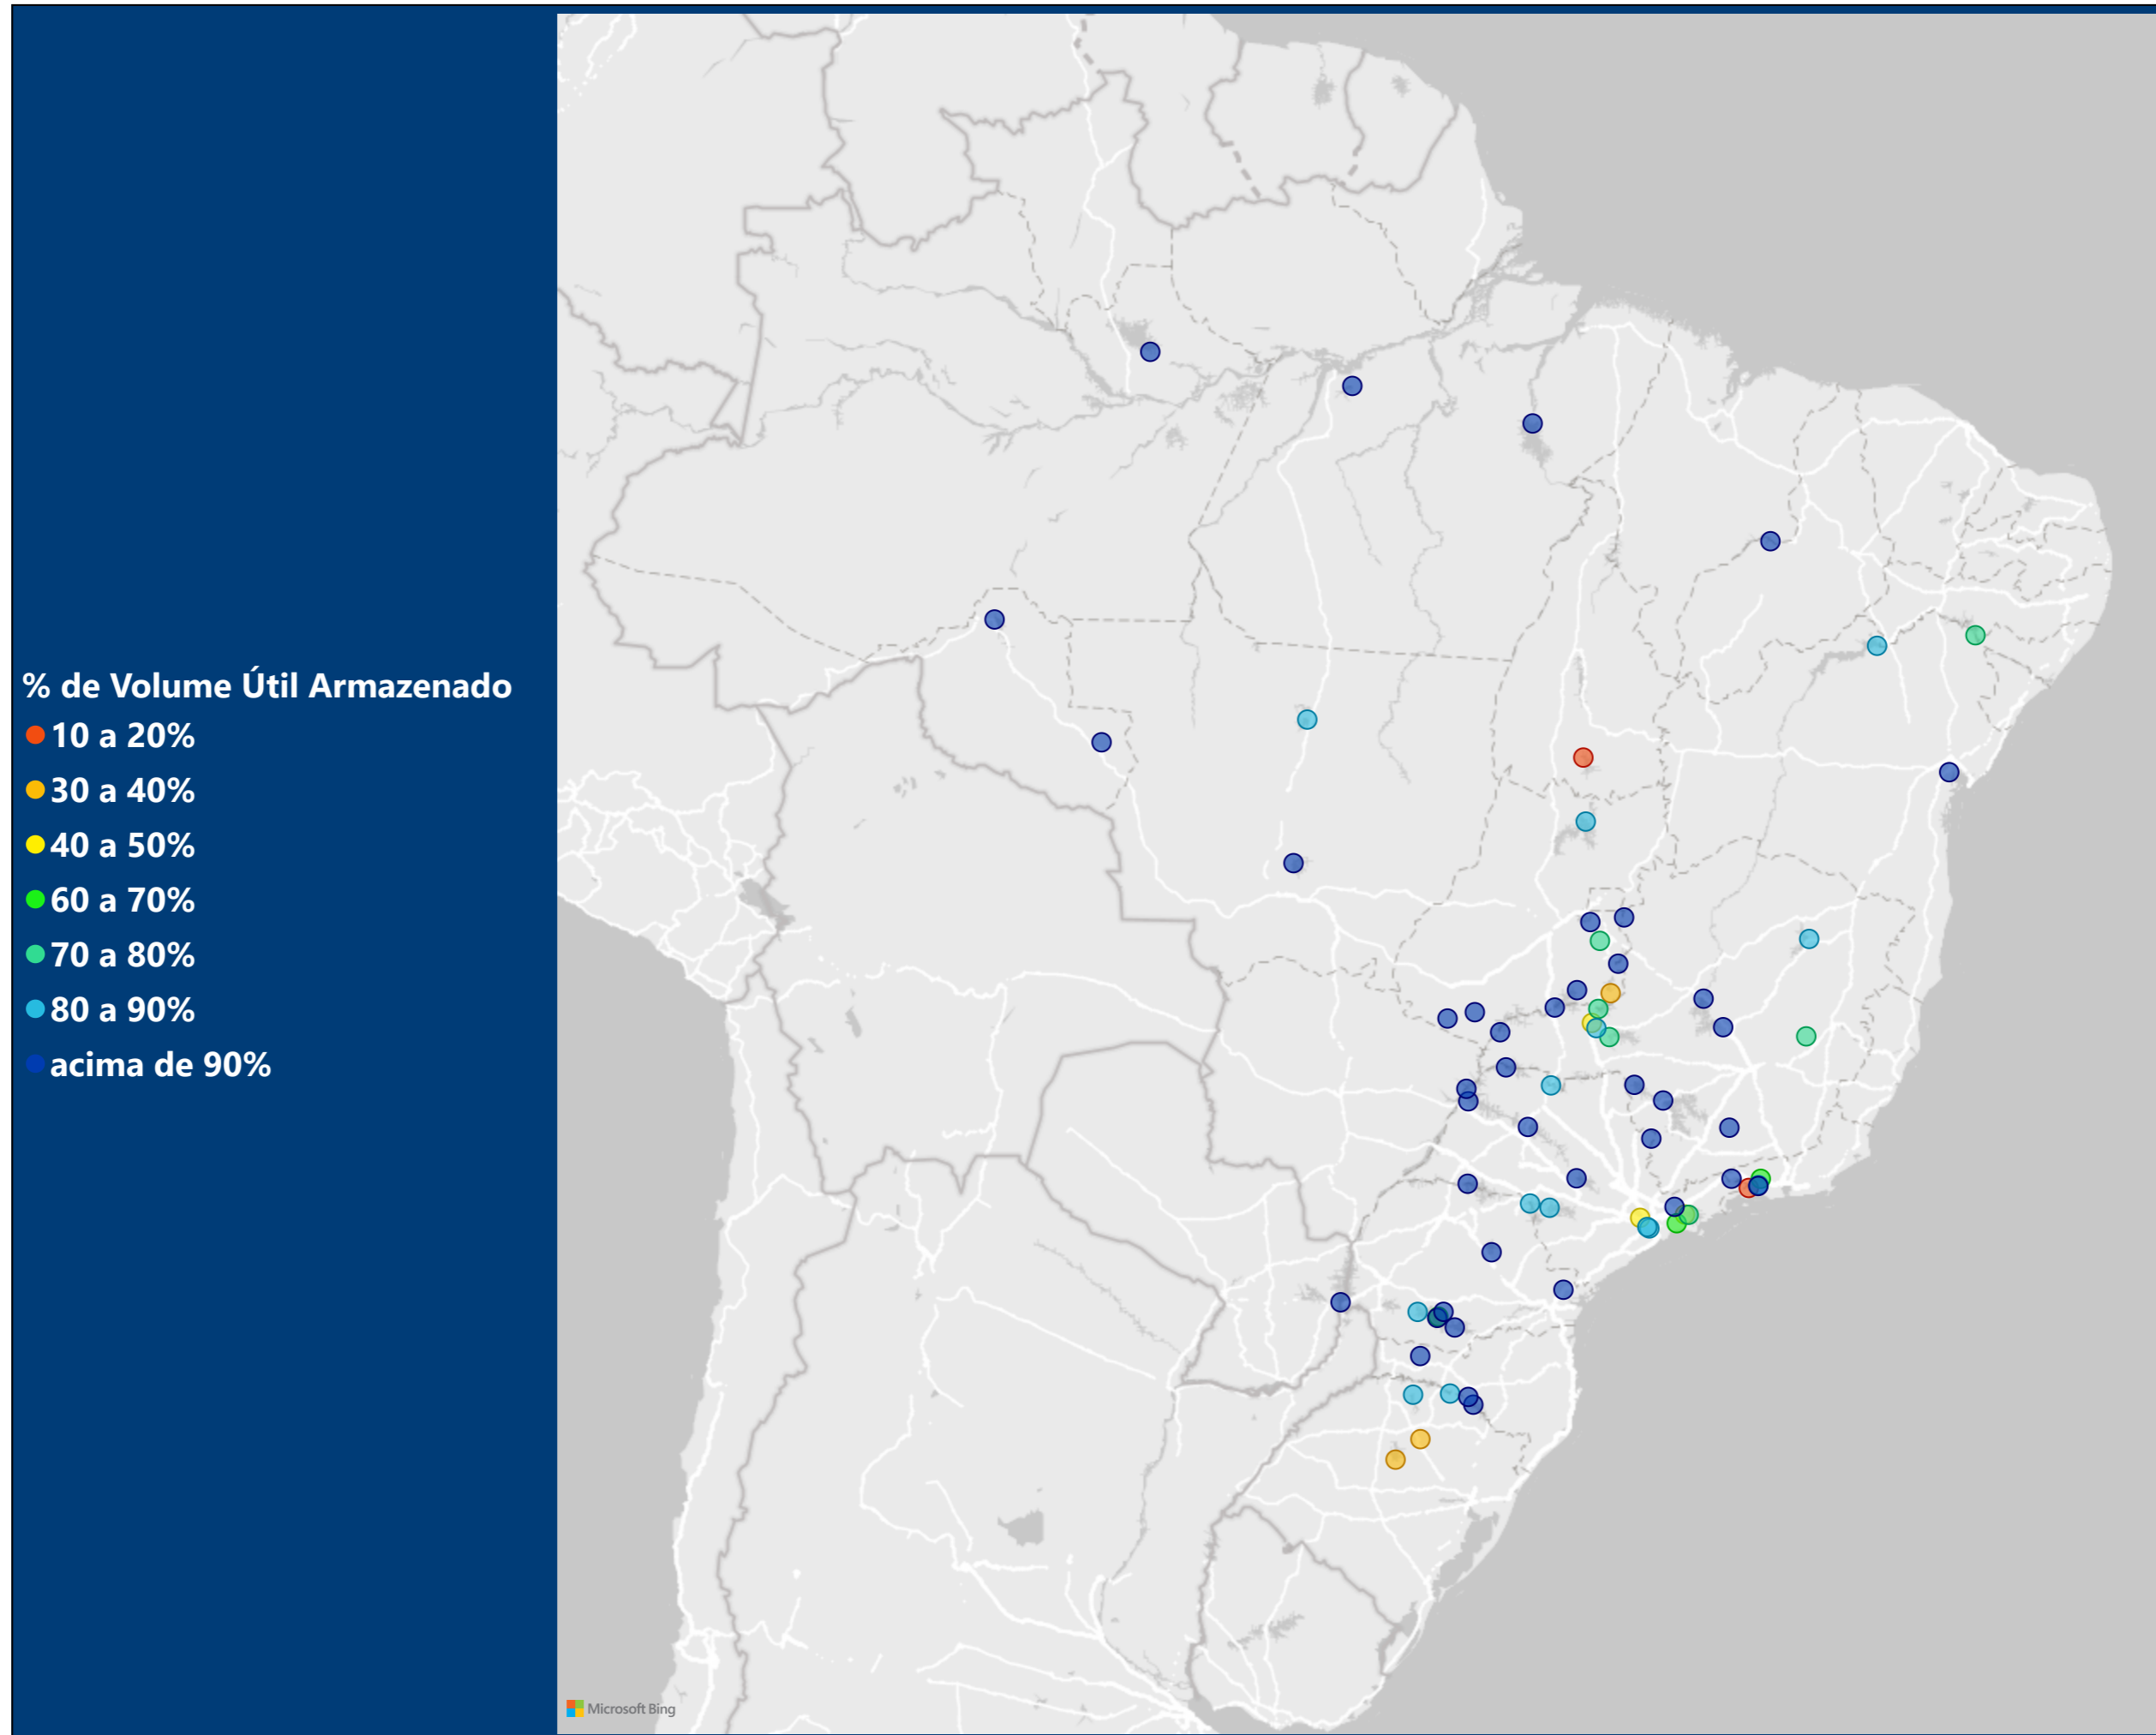 % de Volume Útil Armazenado
10 a 20%
30 a 40%
40 a 50%
60 a 70%
70 a 80%
80 a 90%
acima de 90%
Microsoft Bing